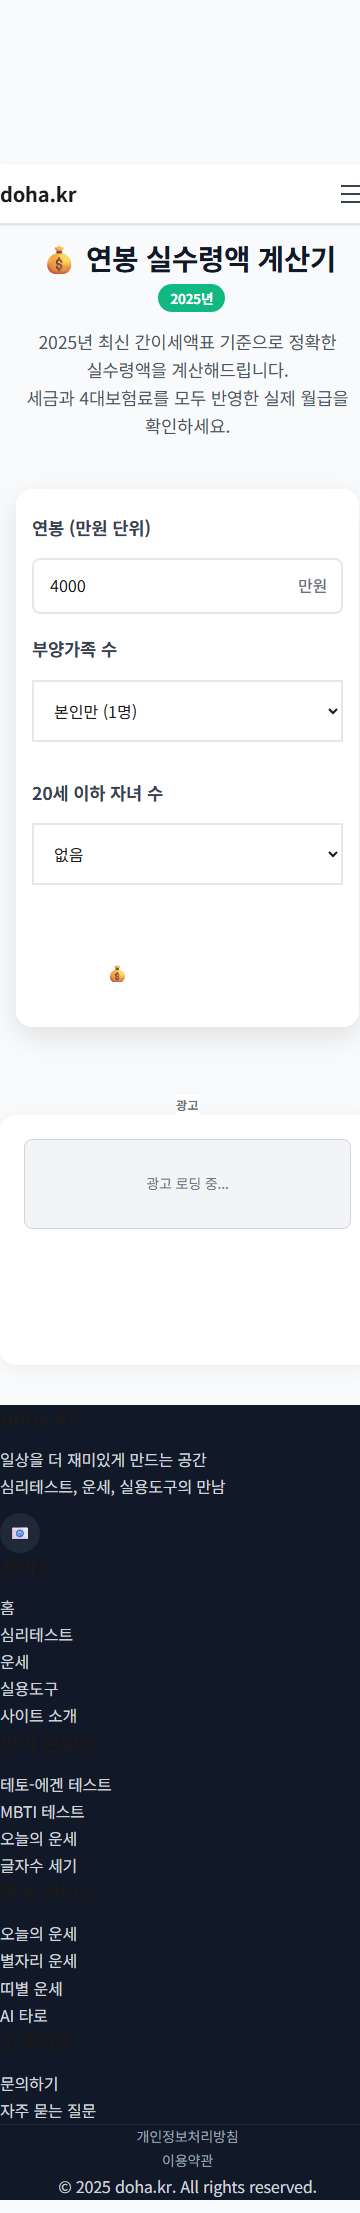 doha.kr
💰 연봉 실수령액 계산기
2025년
2025년 최신 간이세액표 기준으로 정확한
실수령액을 계산해드립니다.
세금과 4대보험료를 모두 반영한 실제 월급을
확인하세요.
연봉 (만원 단위)
4000 만원
부양가족 수
본인만 (1명)
20세 이하 자녀 수
없음
💰
광고
광고 로딩 중...
일상을 더 재미있게 만드는 공간
심리테스트, 운세, 실용도구의 만남
홈
심리테스트
운세
실용도구
사이트 소개
테토-에겐 테스트
MBTI 테스트
오늘의 운세
글자수 세기
오늘의 운세
별자리 운세
띠별 운세
AI 타로
문의하기
자주 묻는 질문
개인정보처리방침
이용약관
© 2025 doha.kr. All rights reserved.